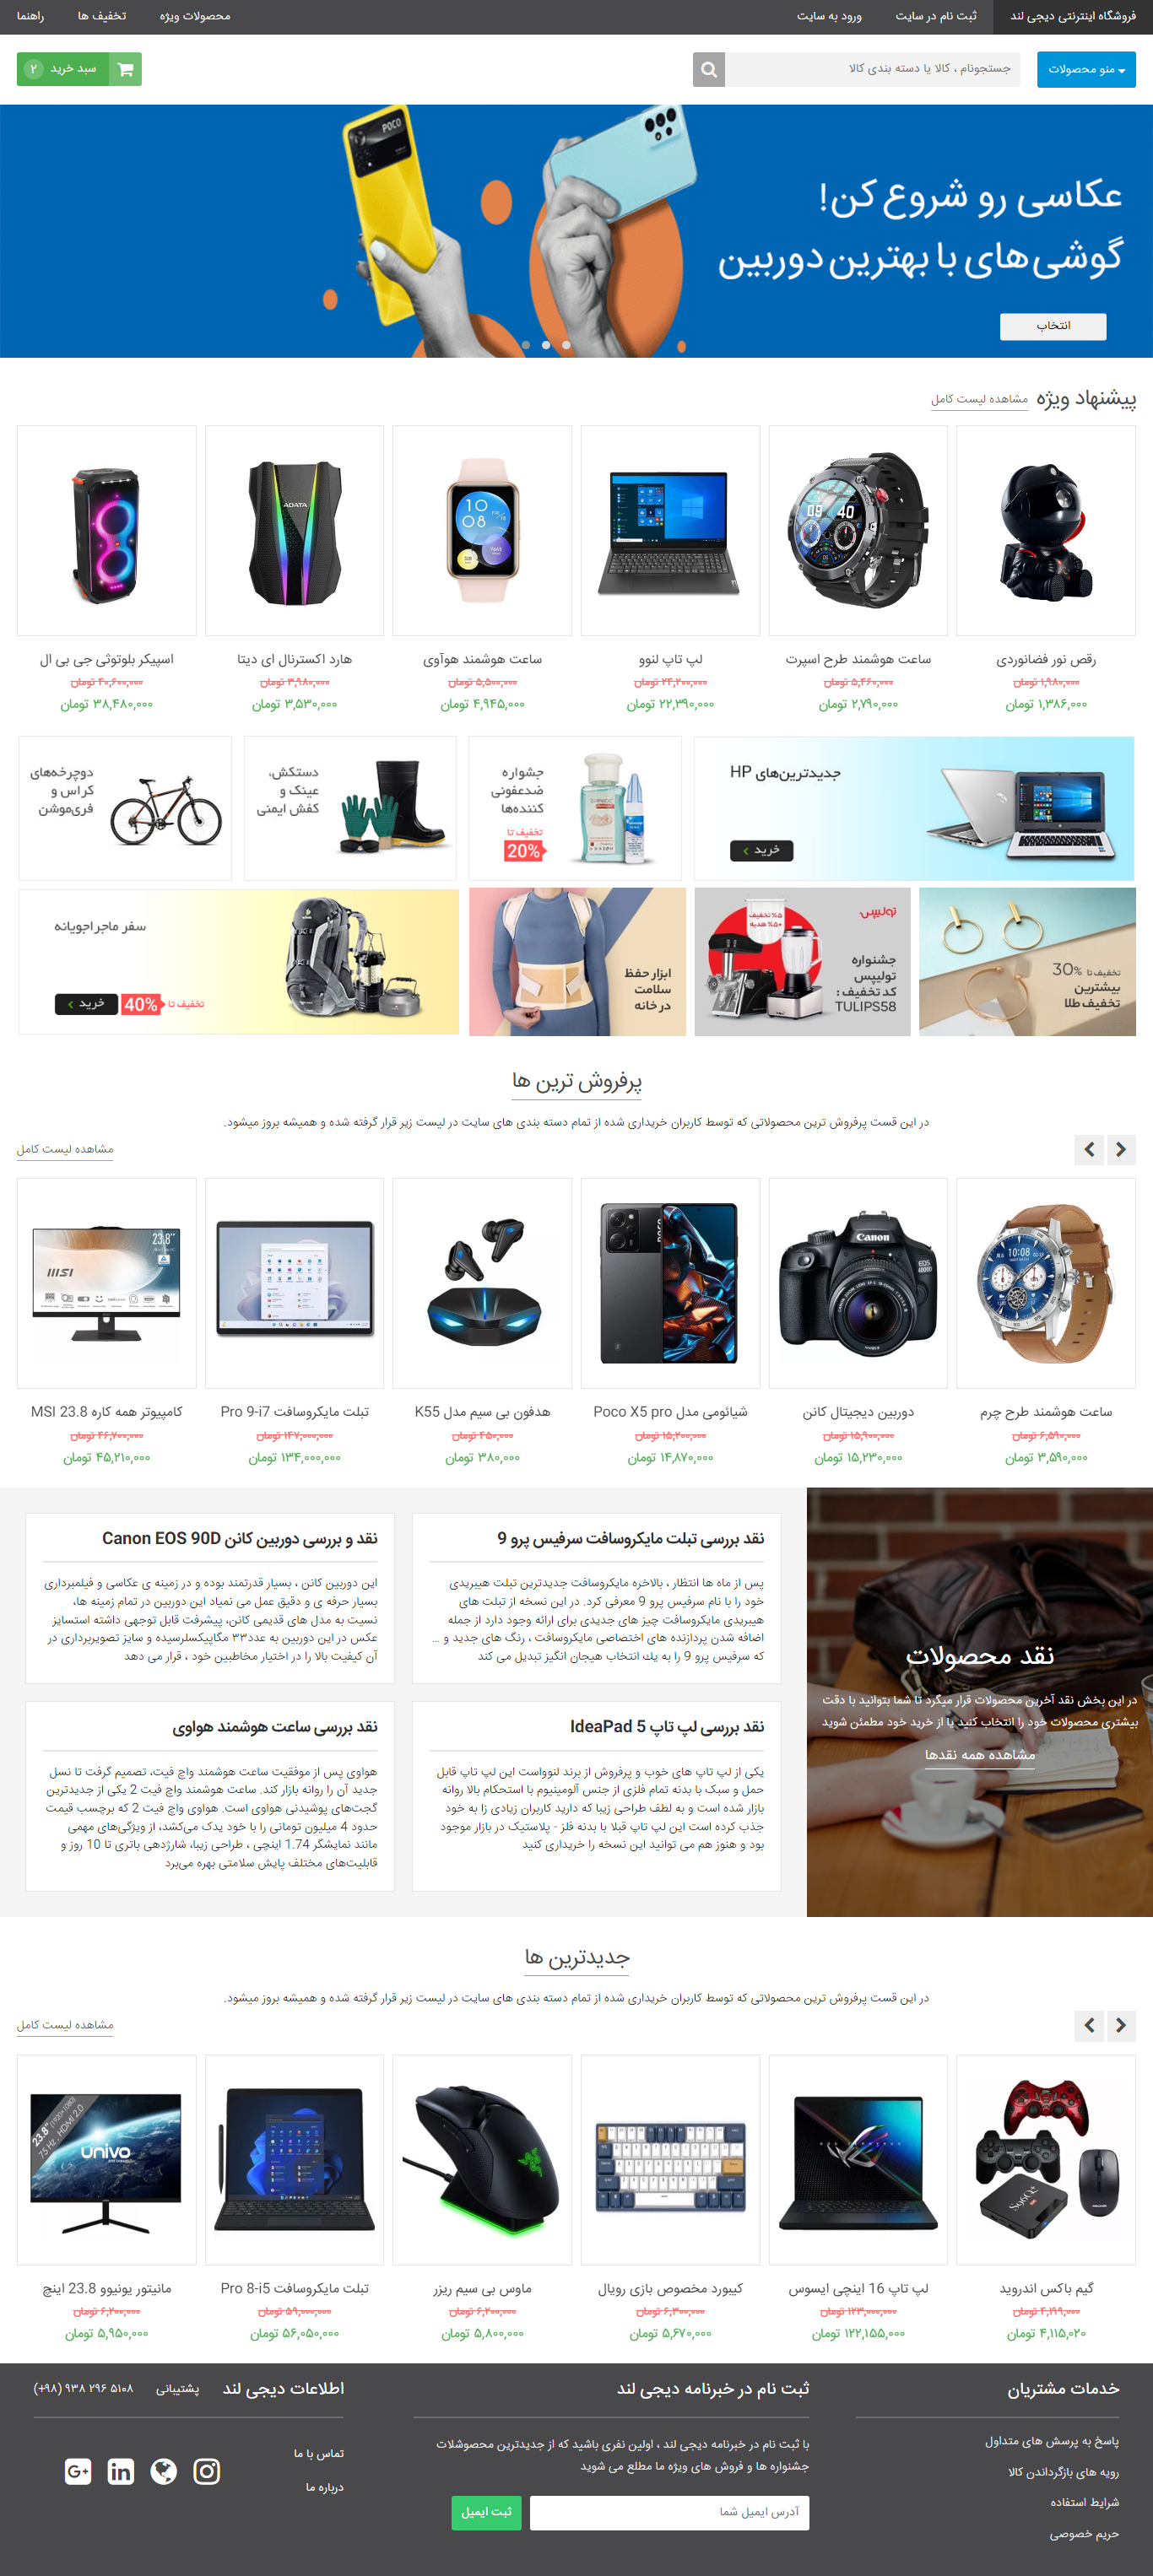 فروشگاه اینترنتی دیجی لند
ثبت نام در سایت
ورود به سایت
محصولات ویژه
تخفیف ها
راهنما
منو محصولات
جستجونام ، کالا یا دسته بندی کالا
سبد خرید ۲
POCO
عکاسی رو شروع کن!
گوشی‌های با بهترین دوربین
انتخاب
پیشنهاد ویژه
مشاهده لیست کامل
ADATA
رقص نور فضانوردی
۱,۹۸۰,۰۰۰ تومان
۱,۳۸۶,۰۰۰ تومان
ساعت هوشمند طرح اسپرت
۵,۴۶۰,۰۰۰ تومان
۲,۷۹۰,۰۰۰ تومان
لپ تاپ لنوو
۲۴,۲۰۰,۰۰۰ تومان
۲۲,۳۹۰,۰۰۰ تومان
ساعت هوشمند هوآوی
۵,۵۰۰,۰۰۰ تومان
۴,۹۴۵,۰۰۰ تومان
هارد اکسترنال ای دیتا
۳,۹۸۰,۰۰۰ تومان
۳,۵۳۰,۰۰۰ تومان
اسپیکر بلوتوثی جی بی ال
۴۰,۶۰۰,۰۰۰ تومان
۳۸,۴۸۰,۰۰۰ تومان
جدیدترین‌های HP
خرید
جشنواره
ضدعفونی
کننده‌ها
تخفیف تا
20%
دستکش،
عینک و
کفش ایمنی
دوچرخه‌های
کراس و
فری‌موشن
تخفیف تا 30%
بیشترین
تخفیف طلا
تولیپس
۵% تخفیف
+۵% هدیه
جشنواره
تولیپس
کد تخفیف :
TULIPS58
ابزار حفظ
سلامت
در خانه
سفر ماجراجویانه
تخفیف تا 40%
خرید
پرفروش ترین ها
در این قست پرفروش ترین محصولاتی که توسط کاربران خریداری شده از تمام دسته بندی های سایت در لیست زیر قرار گرفته شده و همیشه بروز میشود.
مشاهده لیست کامل
Canon
POCO
msi
23,8"
ساعت هوشمند طرح چرم
۶,۵۹۰,۰۰۰ تومان
۳,۵۹۰,۰۰۰ تومان
دوربین دیجیتال کانن
۱۵,۹۰۰,۰۰۰ تومان
۱۵,۲۳۰,۰۰۰ تومان
شیائومی مدل Poco X5 pro
۱۵,۲۰۰,۰۰۰ تومان
۱۴,۸۷۰,۰۰۰ تومان
هدفون بی سیم مدل K55
۴۵۰,۰۰۰ تومان
۳۸۰,۰۰۰ تومان
تبلت مایکروسافت Pro 9-i7
۱۴۷,۰۰۰,۰۰۰ تومان
۱۳۴,۰۰۰,۰۰۰ تومان
کامپیوتر همه کاره MSI 23.8
۴۶,۷۰۰,۰۰۰ تومان
۴۵,۲۱۰,۰۰۰ تومان
نقد محصولات
در این بخش نقد آخرین محصولات قرار میگرد تا شما بتوانید با دقت
بیشتری محصولات خود را انتخاب کنید یا از خرید خود مطمئن شوید
مشاهده همه نقدها
نقد بررسی تبلت مایکروسافت سرفیس پرو 9
پس از ماه ها انتظار ، بالاخره مایکروسافت جدیدترین تبلت هیبریدی
خود را با نام سرفیس پرو 9 معرفی کرد. در این نسخه از تبلت های
هیبریدی مایکروسافت چیز های جدیدی برای ارائه وجود دارد از جمله
اضافه شدن پردازنده های اختصاصی مایکروسافت ، رنگ های جدید و ...
که سرفیس پرو 9 را به یك انتخاب هیجان انگیز تبدیل می کند
نقد و بررسی دوربین کانن Canon EOS 90D
این دوربین کانن ، بسیار قدرتمند بوده و در زمینه ی عکاسی و فیلمبرداری
بسیار حرفه ی و دقیق عمل می نمیاد این دوربین در تمام زمینه ها،
نسبت به مدل های قدیمی کانن، پیشرفت قابل توجهی داشته استسایز
عکس در این دوربین به عدد۳۳ مگاپیکسلرسیده و سایز تصویربرداری در
آن کیفیت بالا را در اختیار مخاطبین خود ، قرار می دهد
نقد بررسی لپ تاپ IdeaPad 5
یکی از لپ تاپ های خوب و پرفروش از برند لنوواست این لپ تاپ قابل
حمل و سبک با بدنه تمام فلزی از جنس آلومینیوم با استحکام بالا روانه
بازار شده است و به لطف طراحی زیبا که دارید کاربران زیادی زا به خود
جذب کرده است این لپ تاپ قبلا با بدنه فلز - پلاستیک در بازار موجود
بود و هنوز هم می توانید این نسخه را خریداری کنید
نقد بررسی ساعت هوشمند هواوی
هواوی پس از موفقیت ساعت هوشمند واچ فیت، تصمیم گرفت تا نسل
جدید آن را روانه بازار کند. ساعت هوشمند واچ فیت 2 یکی از جدیدترین
گجت‌های پوشیدنی هواوی است. هواوی واچ فیت 2 که برچسب قیمت
حدود 4 میلیون تومانی را با خود یدک می‌کشد، از ویژگی‌های مهمی
مانند نمایشگر 1.74 اینچی ، طراحی زیبا، شارژدهی باتری تا 10 روز و
قابلیت‌های مختلف پایش سلامتی بهره می‌برد
جدیدترین ها
در این قست پرفروش ترین محصولاتی که توسط کاربران خریداری شده از تمام دسته بندی های سایت در لیست زیر قرار گرفته شده و همیشه بروز میشود.
مشاهده لیست کامل
univo
23.8"
75 Hz - HDMI 2.0
گیم باکس اندروید
۴,۱۹۹,۰۰۰ تومان
۴,۱۱۵,۰۲۰ تومان
لپ تاپ 16 اینچی ایسوس
۱۲۳,۰۰۰,۰۰۰ تومان
۱۲۲,۱۵۵,۰۰۰ تومان
کیبورد مخصوص بازی رویال
۶,۳۰۰,۰۰۰ تومان
۵,۶۷۰,۰۰۰ تومان
ماوس بی سیم ریزر
۶,۲۰۰,۰۰۰ تومان
۵,۸۰۰,۰۰۰ تومان
تبلت مایکروسافت Pro 8-i5
۵۹,۰۰۰,۰۰۰ تومان
۵۶,۰۵۰,۰۰۰ تومان
مانیتور یونیوو 23.8 اینچ
۶,۲۰۰,۰۰۰ تومان
۵,۹۵۰,۰۰۰ تومان
خدمات مشتریان
پاسخ به پرسش های متداول
رویه های بازگرداندن کالا
شرایط استفاده
حریم خصوصی
ثبت نام در خبرنامه دیجی لند
با ثبت نام در خبرنامه دیجی لند ، اولین نفری باشید که از جدیدترین محصوشلات
جشنواره ها و فروش های ویژه ما مطلع می شوید
آدرس ایمیل شما
ثبت ایمیل
اطلاعات دیجی لند
پشتیبانی
۹۳۸ ۲۹۶ ۵۱۰۸ (۹۸+)
تماس با ما
درباره ما